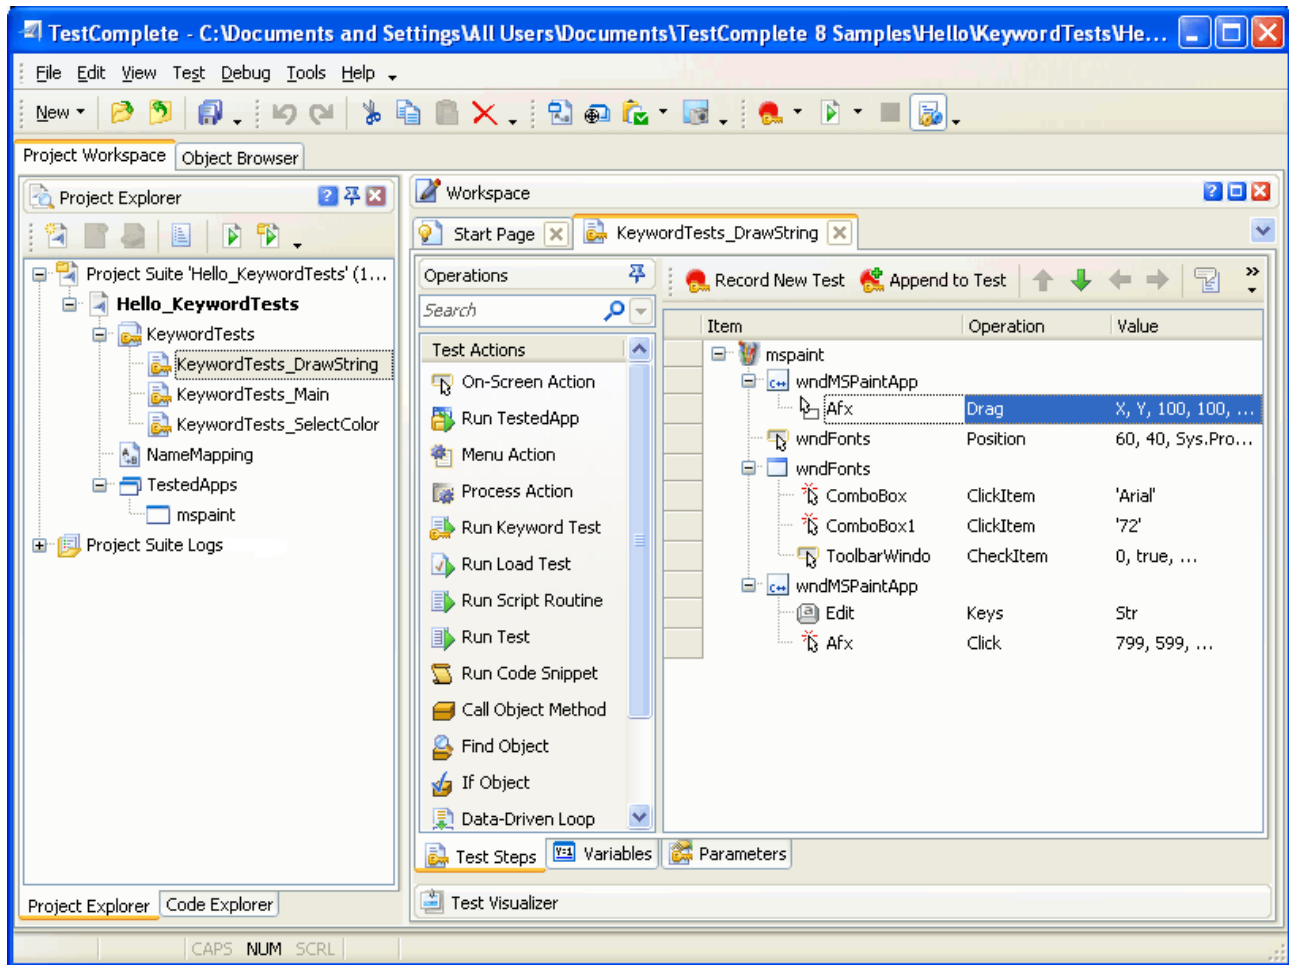 TestComplete - C:\Documents and Settings\All Users\Documents\TestComplete 8 Samples\Hello\KeywordTests\He...
File Edit View Test Debug Tools Help
New
Project Workspace Object Browser
Project Explorer
Project Suite 'Hello_KeywordTests' (1...
Hello_KeywordTests
KeywordTests
KeywordTests_DrawString
KeywordTests_Main
KeywordTests_SelectColor
NameMapping
TestedApps
mspaint
Project Suite Logs
Project Explorer Code Explorer
Workspace
Start Page KeywordTests_DrawString
Operations
Search
Test Actions
On-Screen Action
Run TestedApp
Menu Action
Process Action
Run Keyword Test
Run Load Test
Run Script Routine
Run Test
Run Code Snippet
Call Object Method
Find Object
If Object
Data-Driven Loop
Record New Test Append to Test
Item Operation Value
mspaint
wndMSPaintApp
Afx Drag X, Y, 100, 100, ...
wndFonts Position 60, 40, Sys.Pro...
wndFonts
ComboBox ClickItem 'Arial'
ComboBox1 ClickItem '72'
ToolbarWindo CheckItem 0, true, ...
wndMSPaintApp
Edit Keys Str
Afx Click 799, 599, ...
Test Steps Variables Parameters
Test Visualizer
CAPS NUM SCRL